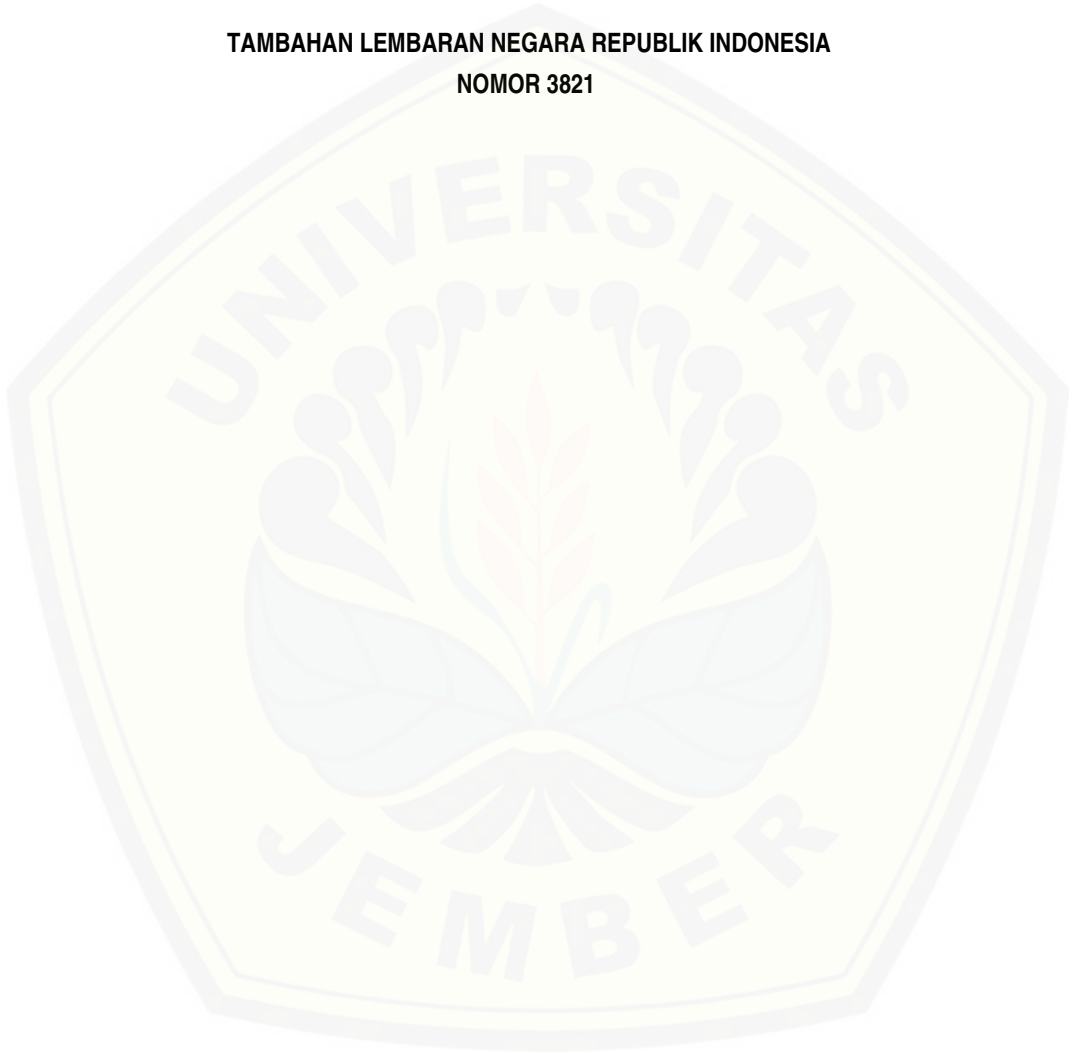 TAMBAHAN LEMBARAN NEGARA REPUBLIK INDONESIA
NOMOR 3821
UNIVERSITAS
JEMBER